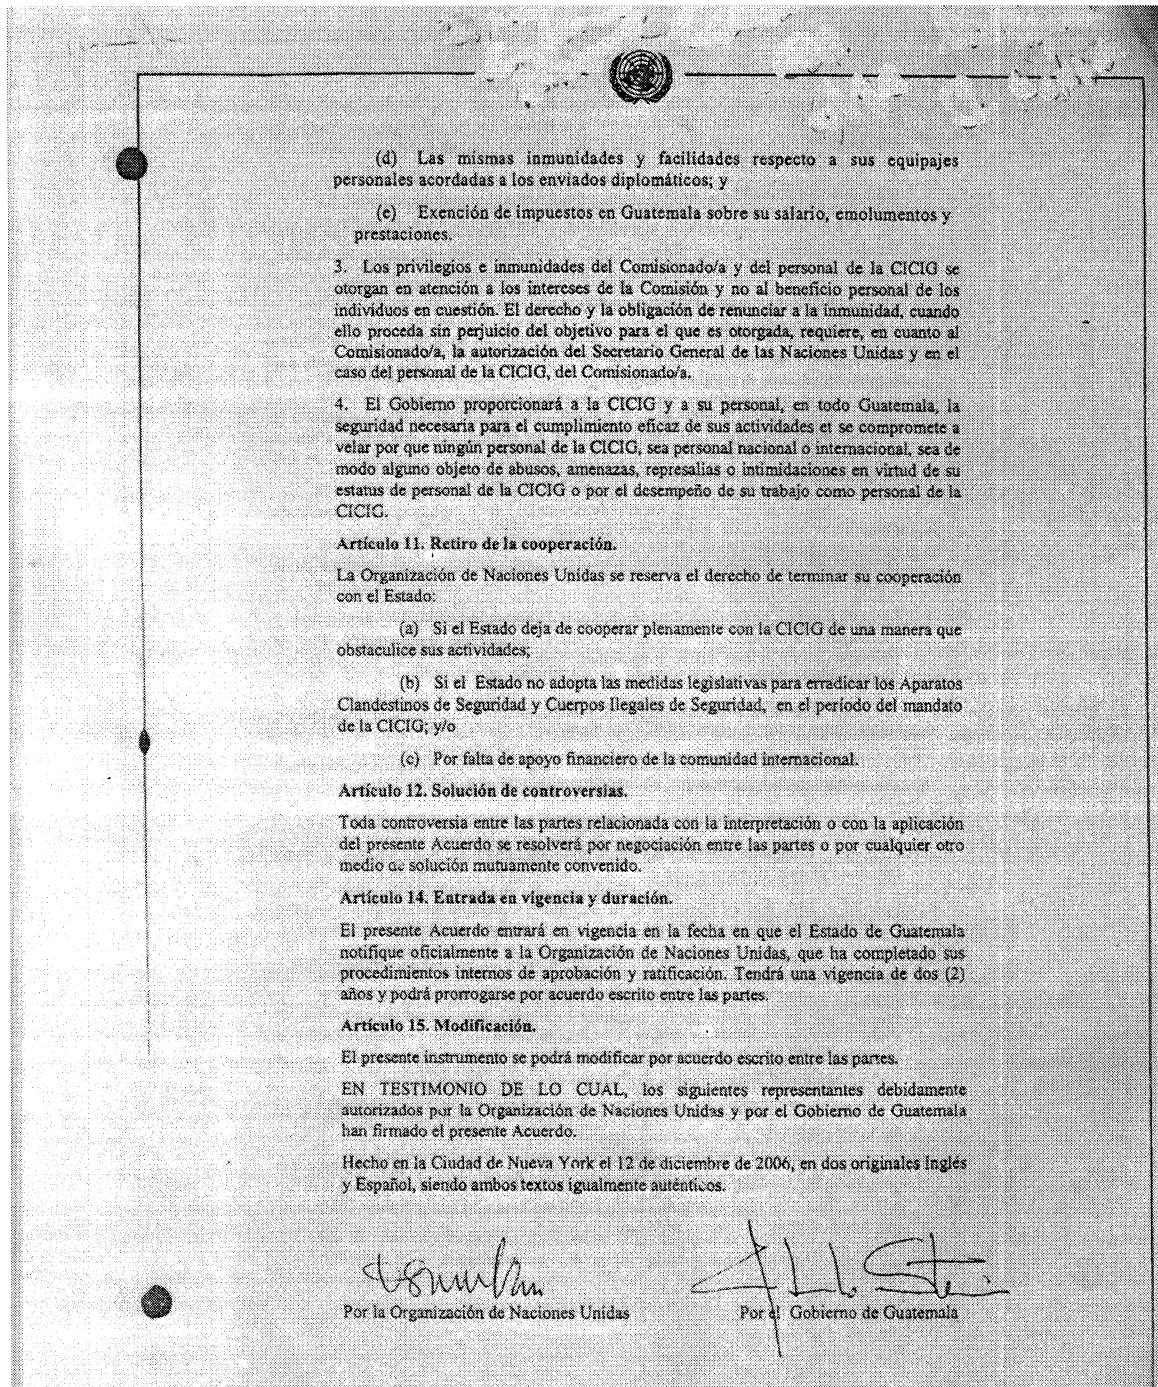 (d) Las mismas inmunidades y facilidades respecto a sus equipajes
personales acordadas a los enviados diplomáticos; y
(e) Exención de impuestos en Guatemala sobre su salario, emolumentos y
prestaciones.
3. Los privilegios e inmunidades del Comisionado/a y del personal de la CICIG se
otorgan en atención a los intereses de la Comisión y no al beneficio personal de los
individuos en cuestión. El derecho y la obligación de renunciar a la inmunidad, cuando
ello proceda sin perjuicio del objetivo para el que es otorgada, requiere, en cuanto al
Comisionado/a, la autorización del Secretario General de las Naciones Unidas y en el
caso del personal de la CICIG, del Comisionado/a.
4. El Gobierno proporcionará a la CICIG y a su personal, en todo Guatemala, la
seguridad necesaria para el cumplimiento eficaz de sus actividades et se compromete a
velar por que ningún personal de la CICIG, sea personal nacional o internacional, sea de
modo alguno objeto de abusos, amenazas, represalias o intimidaciones en virtud de su
estatus de personal de la CICIG o por el desempeño de su trabajo como personal de la
CICIG.
Artículo 11. Retiro de la cooperación.
La Organización de Naciones Unidas se reserva el derecho de terminar su cooperación
con el Estado:
(a) Si el Estado deja de cooperar plenamente con la CICIG de una manera que
obstaculice sus actividades;
(b) Si el Estado no adopta las medidas legislativas para erradicar los Aparatos
Clandestinos de Seguridad y Cuerpos Ilegales de Seguridad, en el período del mandato
de la CICIG; y/o
(c) Por falta de apoyo financiero de la comunidad internacional.
Artículo 12. Solución de controversias.
Toda controversia entre las partes relacionada con la interpretación o con la aplicación
del presente Acuerdo se resolverá por negociación entre las partes o por cualquier otro
medio de solución mutuamente convenido.
Artículo 14. Entrada en vigencia y duración.
El presente Acuerdo entrará en vigencia en la fecha en que el Estado de Guatemala
notifique oficialmente a la Organización de Naciones Unidas, que ha completado sus
procedimientos internos de aprobación y ratificación. Tendrá una vigencia de dos (2)
años y podrá prorrogarse por acuerdo escrito entre las partes.
Artículo 15. Modificación.
El presente instrumento se podrá modificar por acuerdo escrito entre las partes.
EN TESTIMONIO DE LO CUAL, los siguientes representantes debidamente
autorizados por la Organización de Naciones Unidas y por el Gobierno de Guatemala
han firmado el presente Acuerdo.
Hecho en la Ciudad de Nueva York el 12 de diciembre de 2006, en dos originales Inglés
y Español, siendo ambos textos igualmente auténticos.
Por la Organización de Naciones Unidas
Por el Gobierno de Guatemala